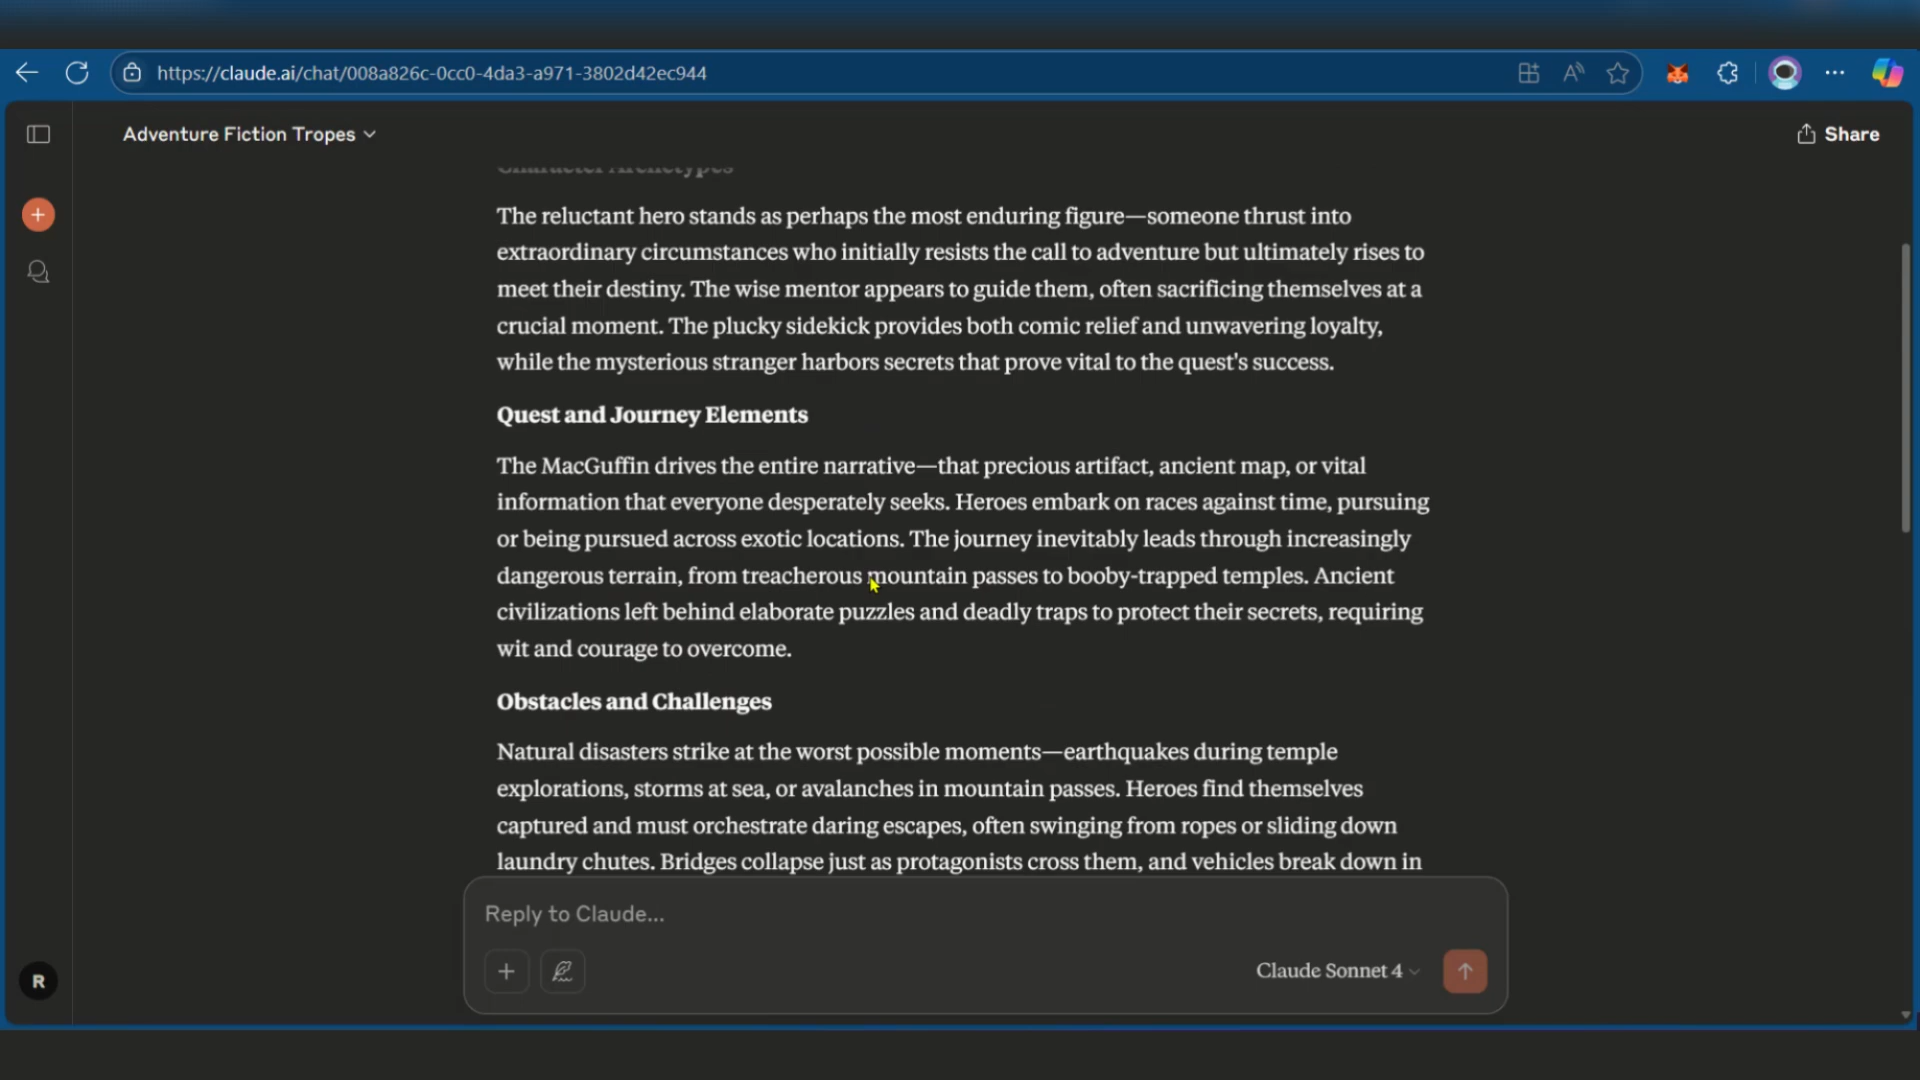 https://claude.ai/chat/008a826c-0cc0-4da3-a971-3802d42ec944
Adventure Fiction Tropes
Share
Character Archetypes
The reluctant hero stands as perhaps the most enduring figure—someone thrust into
extraordinary circumstances who initially resists the call to adventure but ultimately rises to
meet their destiny. The wise mentor appears to guide them, often sacrificing themselves at a
crucial moment. The plucky sidekick provides both comic relief and unwavering loyalty,
while the mysterious stranger harbors secrets that prove vital to the quest's success.
Quest and Journey Elements
The MacGuffin drives the entire narrative—that precious artifact, ancient map, or vital
information that everyone desperately seeks. Heroes embark on races against time, pursuing
or being pursued across exotic locations. The journey inevitably leads through increasingly
dangerous terrain, from treacherous mountain passes to booby-trapped temples. Ancient
civilizations left behind elaborate puzzles and deadly traps to protect their secrets, requiring
wit and courage to overcome.
Obstacles and Challenges
Natural disasters strike at the worst possible moments—earthquakes during temple
explorations, storms at sea, or avalanches in mountain passes. Heroes find themselves
captured and must orchestrate daring escapes, often swinging from ropes or sliding down
laundry chutes. Bridges collapse just as protagonists cross them, and vehicles break down in
Reply to Claude...
Claude Sonnet 4
R